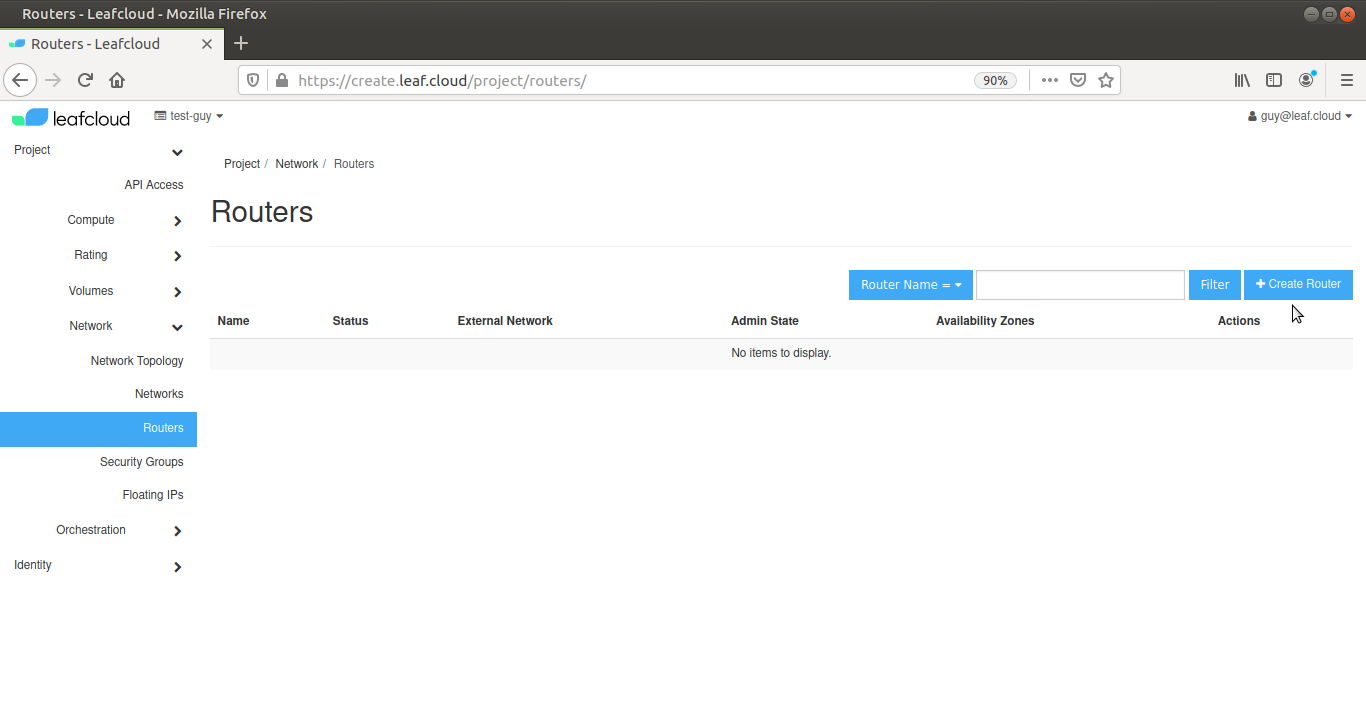 Routers - Leafcloud - Mozilla Firefox
Routers - Leafcloud
https://create.leaf.cloud/project/routers/
90%
leafcloud
test-guy
guy@leaf.cloud
Project
API Access
Compute
Rating
Volumes
Network
Network Topology
Networks
Routers
Security Groups
Floating IPs
Orchestration
Identity
Project / Network / Routers
Routers
Router Name =
Filter
Create Router
Name Status External Network Admin State Availability Zones Actions
No items to display.